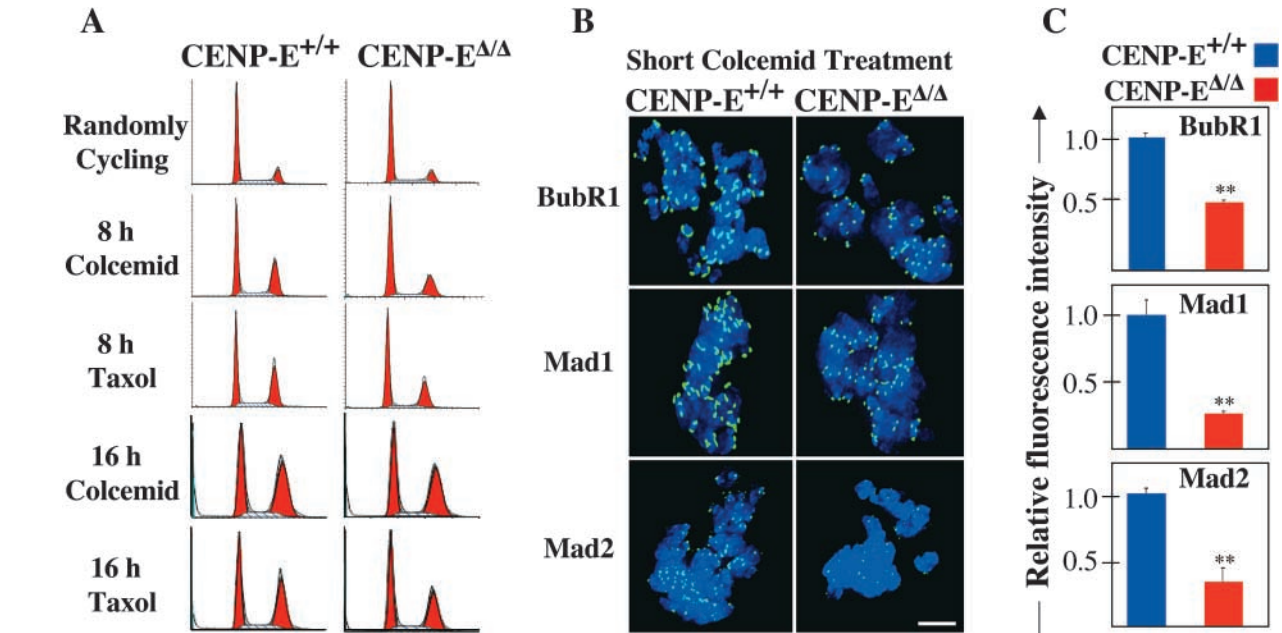 A
CENP-E+/+ CENP-EΔ/Δ
Randomly
Cycling
8 h
Colcemid
8 h
Taxol
16 h
Colcemid
16 h
Taxol
B
Short Colcemid Treatment
CENP-E+/+ CENP-EΔ/Δ
BubR1
Mad1
Mad2
C
CENP-E+/+
CENP-EΔ/Δ
Relative fluorescence intensity
BubR1
1.0
0.5
**
Mad1
1.0
0.5
**
Mad2
1.0
0.5
**